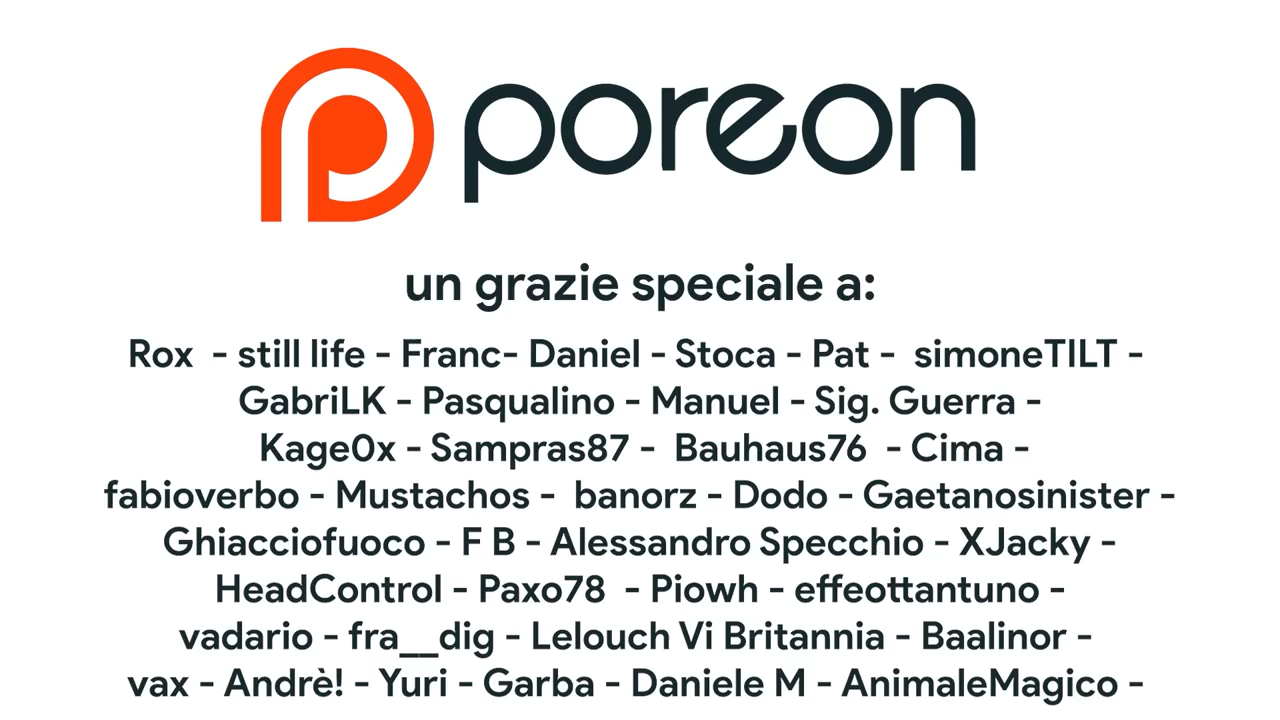 poreon
un grazie speciale a:
Rox - still life - Franc- Daniel - Stoca - Pat - simoneTILT -
GabriLK - Pasqualino - Manuel - Sig. Guerra -
Kage0x - Sampras87 - Bauhaus76 - Cima -
fabioverbo - Mustachos - banorz - Dodo - Gaetanosinister -
Ghiacciofuoco - F B - Alessandro Specchio - XJacky -
HeadControl - Paxo78 - Piowh - effeottantuno -
vadario - fra__dig - Lelouch Vi Britannia - Baalinor -
vax - Andrè! - Yuri - Garba - Daniele M - AnimaleMagico -